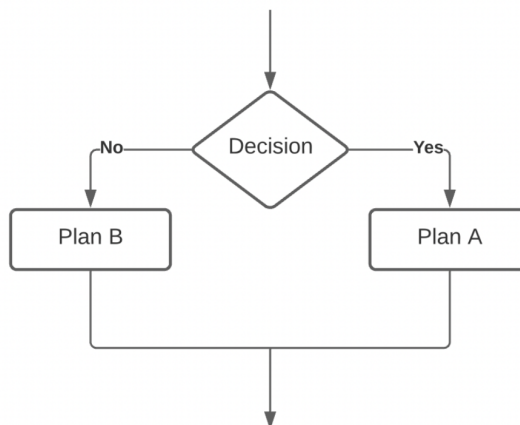 Decision
No
Yes
Plan B
Plan A